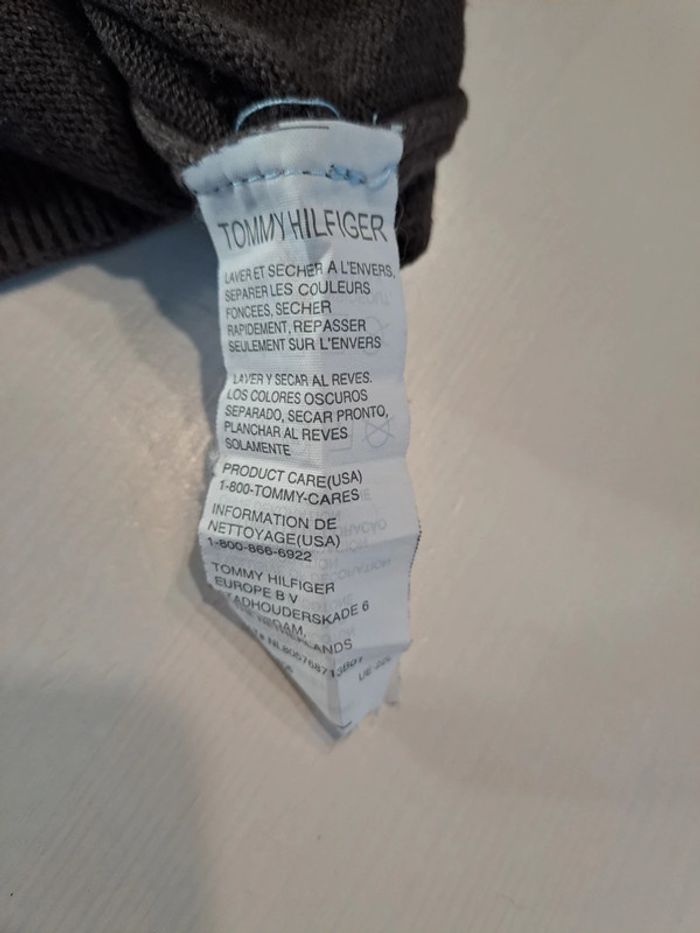 TOMMY HILFIGER
LAVER ET SECHER A L'ENVERS,
SEPARER LES COULEURS
FONCEES, SECHER
RAPIDEMENT, REPASSER
SEULEMENT SUR L'ENVERS
LAVER Y SECAR AL REVES.
LOS COLORES OSCUROS
SEPARADO, SECAR PRONTO,
PLANCHAR AL REVES
SOLAMENTE
PRODUCT CARE(USA)
1-800-TOMMY-CARES
INFORMATION DE
NETTOYAGE(USA)
1-800-866-6922
TOMMY HILFIGER
EUROPE B V
TADHOUDERSKADE 6